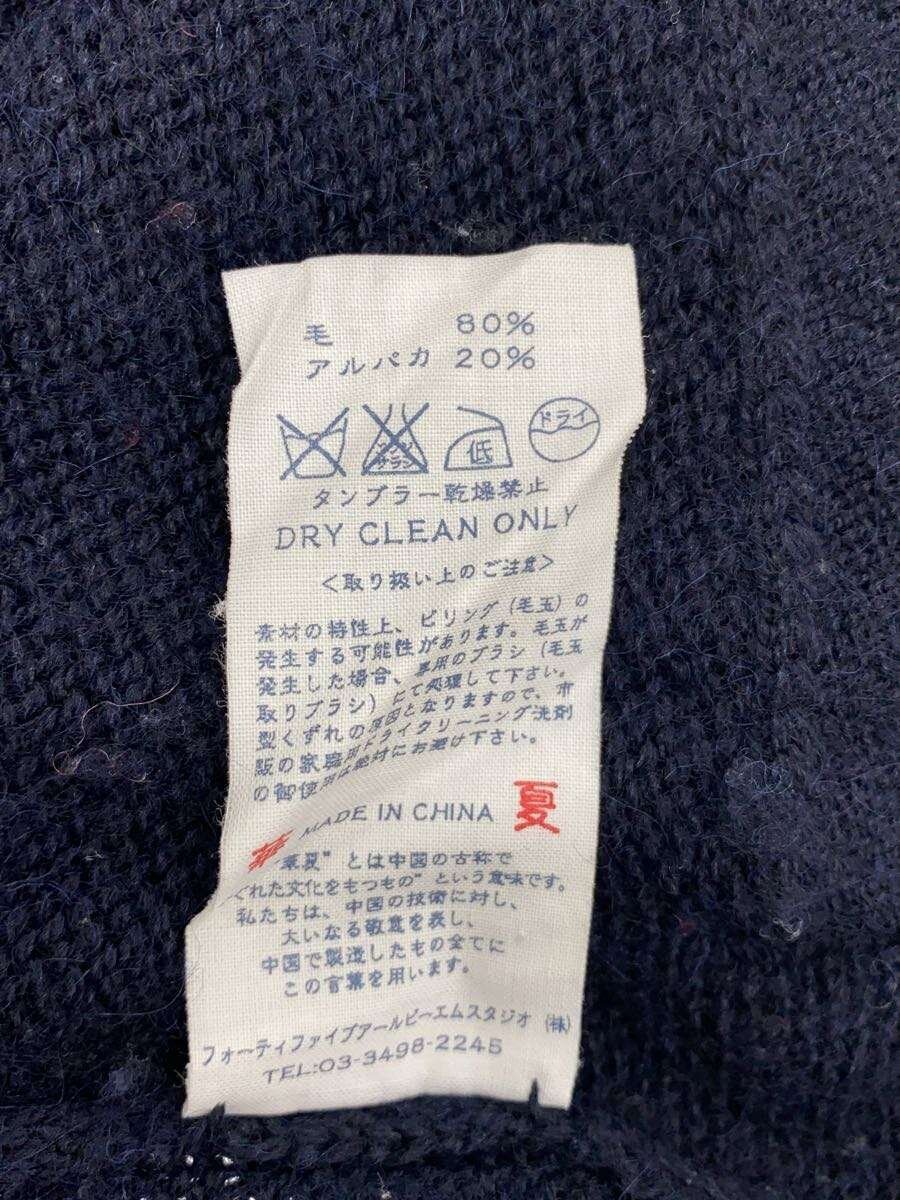 毛 80%
アルパカ 20%
低 ドライ
タンブラー乾燥禁止
DRY CLEAN ONLY
<取り扱い上のご注意>
素材の特性上、ピリング(毛玉)の
発生する可能性があります。毛玉が
発生した場合、専用のブラシ(毛玉
取りブラシ)にて処理して下さい。
型くずれの原因となりますので、市
販の家庭用ドライクリーニング洗剤
の御使用は絶対にお避け下さい。
華 MADE IN CHINA 夏
"華夏"とは中国の古称で
ぐれた文化をもつもの"という意味です。
私たちは、中国の技術に対し、
大いなる敬意を表し、
中国で製造したもの全てに
この言葉を用います。
フォーティファイブアールピーエムスタジオ(株)
TEL:03-3498-2245